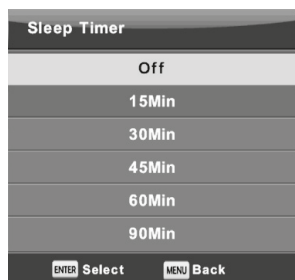 Sleep Timer
Off
15Min
30Min
45Min
60Min
90Min
ENTER Select MENU Back